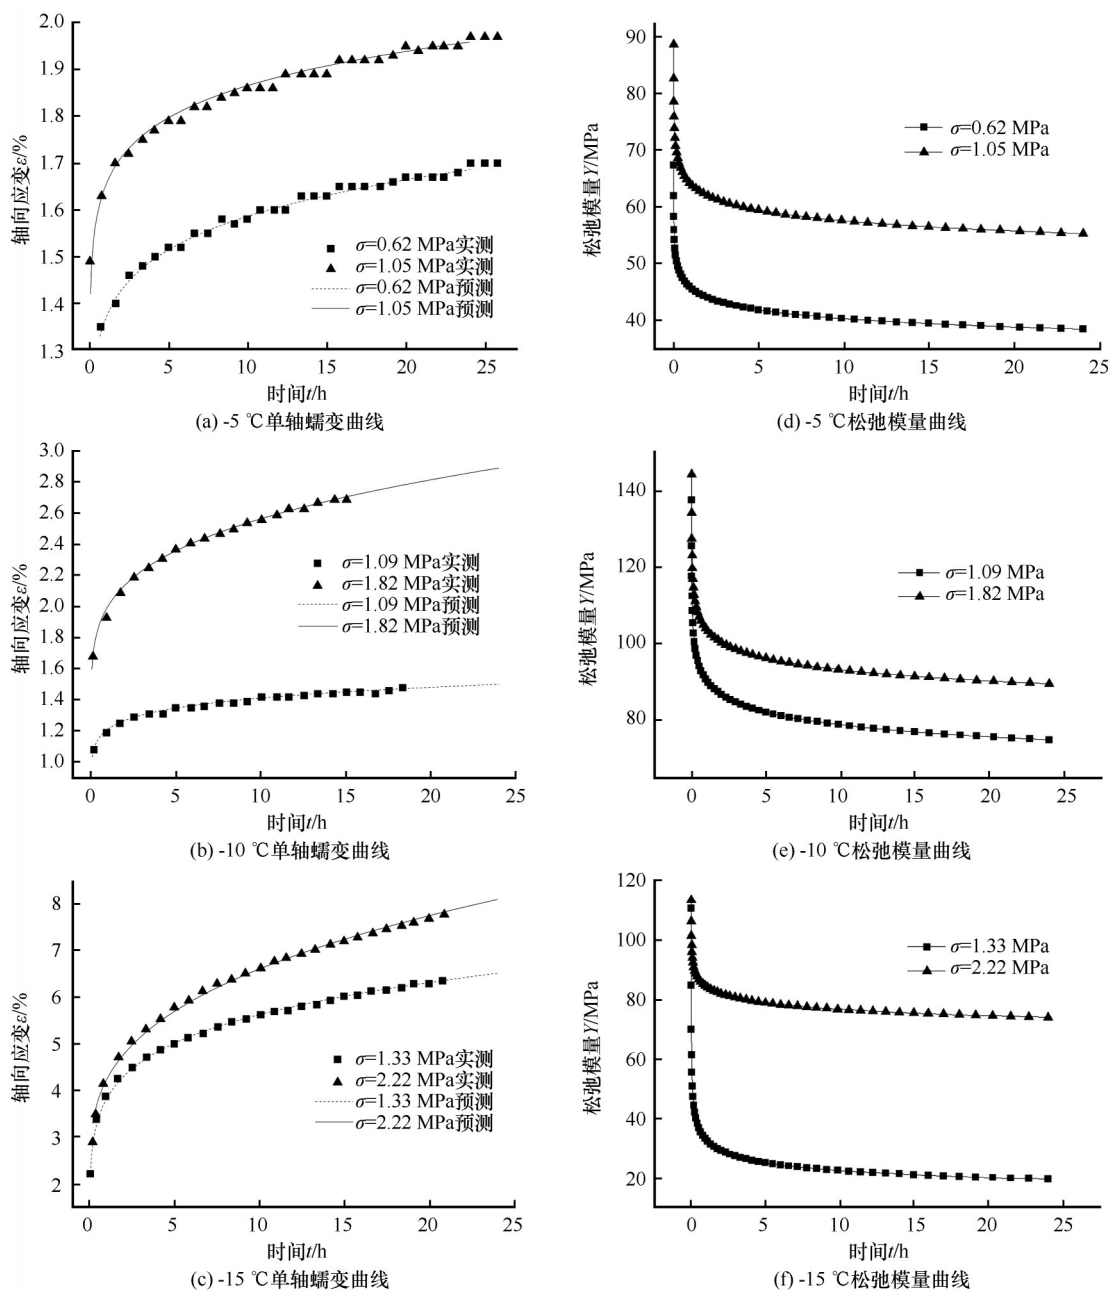 2.0
1.9
1.8
1.7
1.6
1.5
1.4
1.3
轴向应变ε/%
σ=0.62 MPa实测
σ=1.05 MPa实测
σ=0.62 MPa预测
σ=1.05 MPa预测
0 5 10 15 20 25
时间t/h
(a) -5 ℃单轴蠕变曲线
90
80
70
60
50
40
松弛模量Y/MPa
σ=0.62 MPa
σ=1.05 MPa
0 5 10 15 20 25
时间t/h
(d) -5 ℃松弛模量曲线
3.0
2.8
2.6
2.4
2.2
2.0
1.8
1.6
1.4
1.2
1.0
轴向应变ε/%
σ=1.09 MPa实测
σ=1.82 MPa实测
σ=1.09 MPa预测
σ=1.82 MPa预测
0 5 10 15 20 25
时间t/h
(b) -10 ℃单轴蠕变曲线
140
120
100
80
松弛模量Y/MPa
σ=1.09 MPa
σ=1.82 MPa
0 5 10 15 20 25
时间t/h
(e) -10 ℃松弛模量曲线
8
7
6
5
4
3
2
轴向应变ε/%
σ=1.33 MPa实测
σ=2.22 MPa实测
σ=1.33 MPa预测
σ=2.22 MPa预测
0 5 10 15 20 25
时间t/h
(c) -15 ℃单轴蠕变曲线
120
100
80
60
40
20
松弛模量Y/MPa
σ=1.33 MPa
σ=2.22 MPa
0 5 10 15 20 25
时间t/h
(f) -15 ℃松弛模量曲线